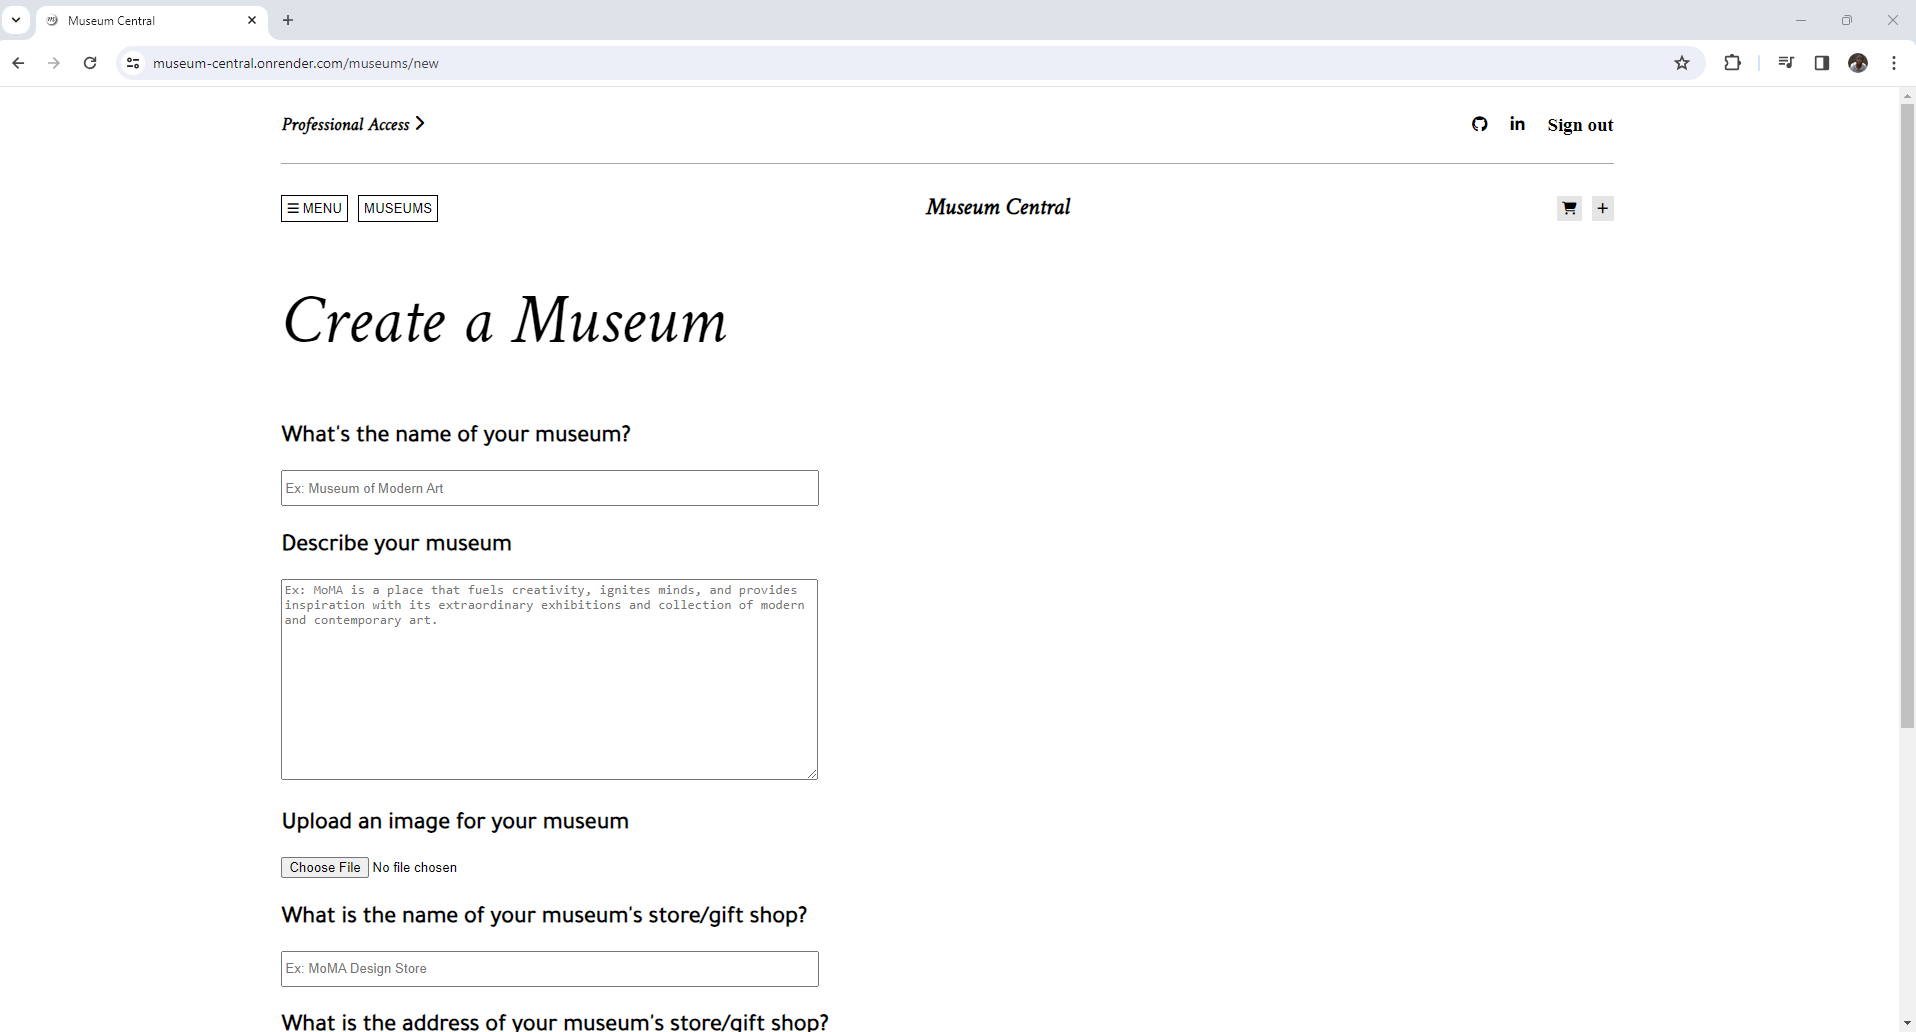 Museum Central
museum-central.onrender.com/museums/new
Professional Access
Sign out
MENU
MUSEUMS
Museum Central
Create a Museum
What's the name of your museum?
Ex: Museum of Modern Art
Describe your museum
Ex: MoMA is a place that fuels creativity, ignites minds, and provides
inspiration with its extraordinary exhibitions and collection of modern
and contemporary art.
Upload an image for your museum
Choose File No file chosen
What is the name of your museum's store/gift shop?
Ex: MoMA Design Store
What is the address of your museum's store/gift shop?